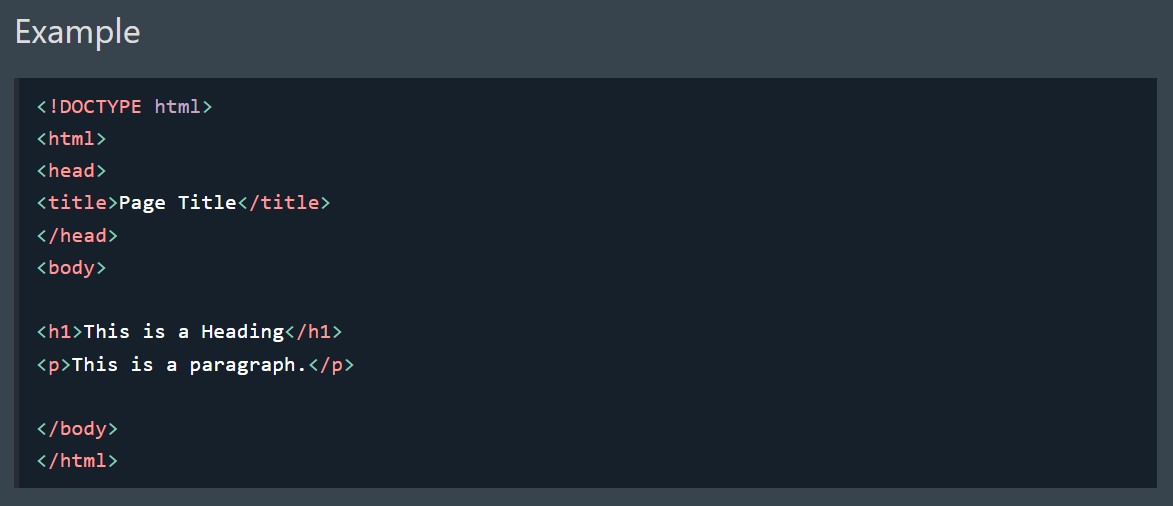 Example
<!DOCTYPE html>
<html>
<head>
<title>Page Title</title>
</head>
<body>
<h1>This is a Heading</h1>
<p>This is a paragraph.</p>
</body>
</html>